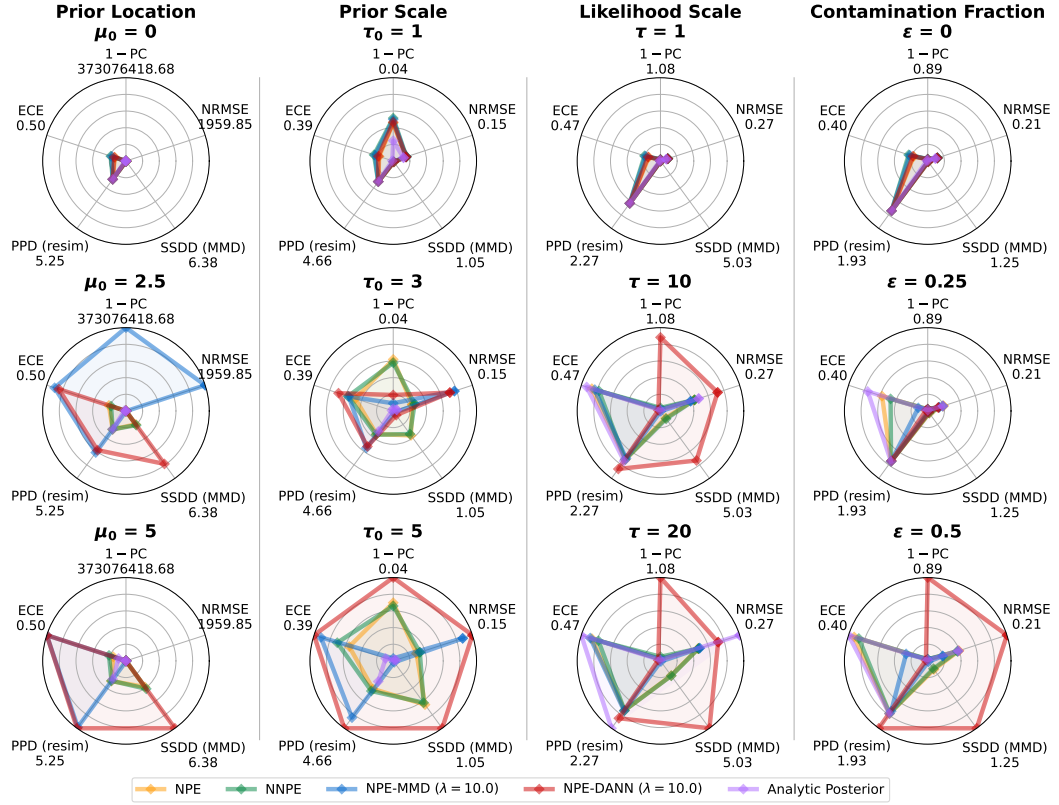 Prior Location
Prior Scale
Likelihood Scale
Contamination Fraction
μ₀ = 0
τ₀ = 1
τ = 1
ε = 0
1 − PC
373076418.68
NRMSE
1959.85
SSDD (MMD)
6.38
PPD (resim)
5.25
ECE
0.50
1 − PC
0.04
NRMSE
0.15
SSDD (MMD)
1.05
PPD (resim)
4.66
ECE
0.39
1 − PC
1.08
NRMSE
0.27
SSDD (MMD)
5.03
PPD (resim)
2.27
ECE
0.47
1 − PC
0.89
NRMSE
0.21
SSDD (MMD)
1.25
PPD (resim)
1.93
ECE
0.40
μ₀ = 2.5
τ₀ = 3
τ = 10
ε = 0.25
1 − PC
373076418.68
NRMSE
1959.85
SSDD (MMD)
6.38
PPD (resim)
5.25
ECE
0.50
1 − PC
0.04
NRMSE
0.15
SSDD (MMD)
1.05
PPD (resim)
4.66
ECE
0.39
1 − PC
1.08
NRMSE
0.27
SSDD (MMD)
5.03
PPD (resim)
2.27
ECE
0.47
1 − PC
0.89
NRMSE
0.21
SSDD (MMD)
1.25
PPD (resim)
1.93
ECE
0.40
μ₀ = 5
τ₀ = 5
τ = 20
ε = 0.5
1 − PC
373076418.68
NRMSE
1959.85
SSDD (MMD)
6.38
PPD (resim)
5.25
ECE
0.50
1 − PC
0.04
NRMSE
0.15
SSDD (MMD)
1.05
PPD (resim)
4.66
ECE
0.39
1 − PC
1.08
NRMSE
0.27
SSDD (MMD)
5.03
PPD (resim)
2.27
ECE
0.47
1 − PC
0.89
NRMSE
0.21
SSDD (MMD)
1.25
PPD (resim)
1.93
ECE
0.40
NPE
NNPE
NPE-MMD (λ = 10.0)
NPE-DANN (λ = 10.0)
Analytic Posterior